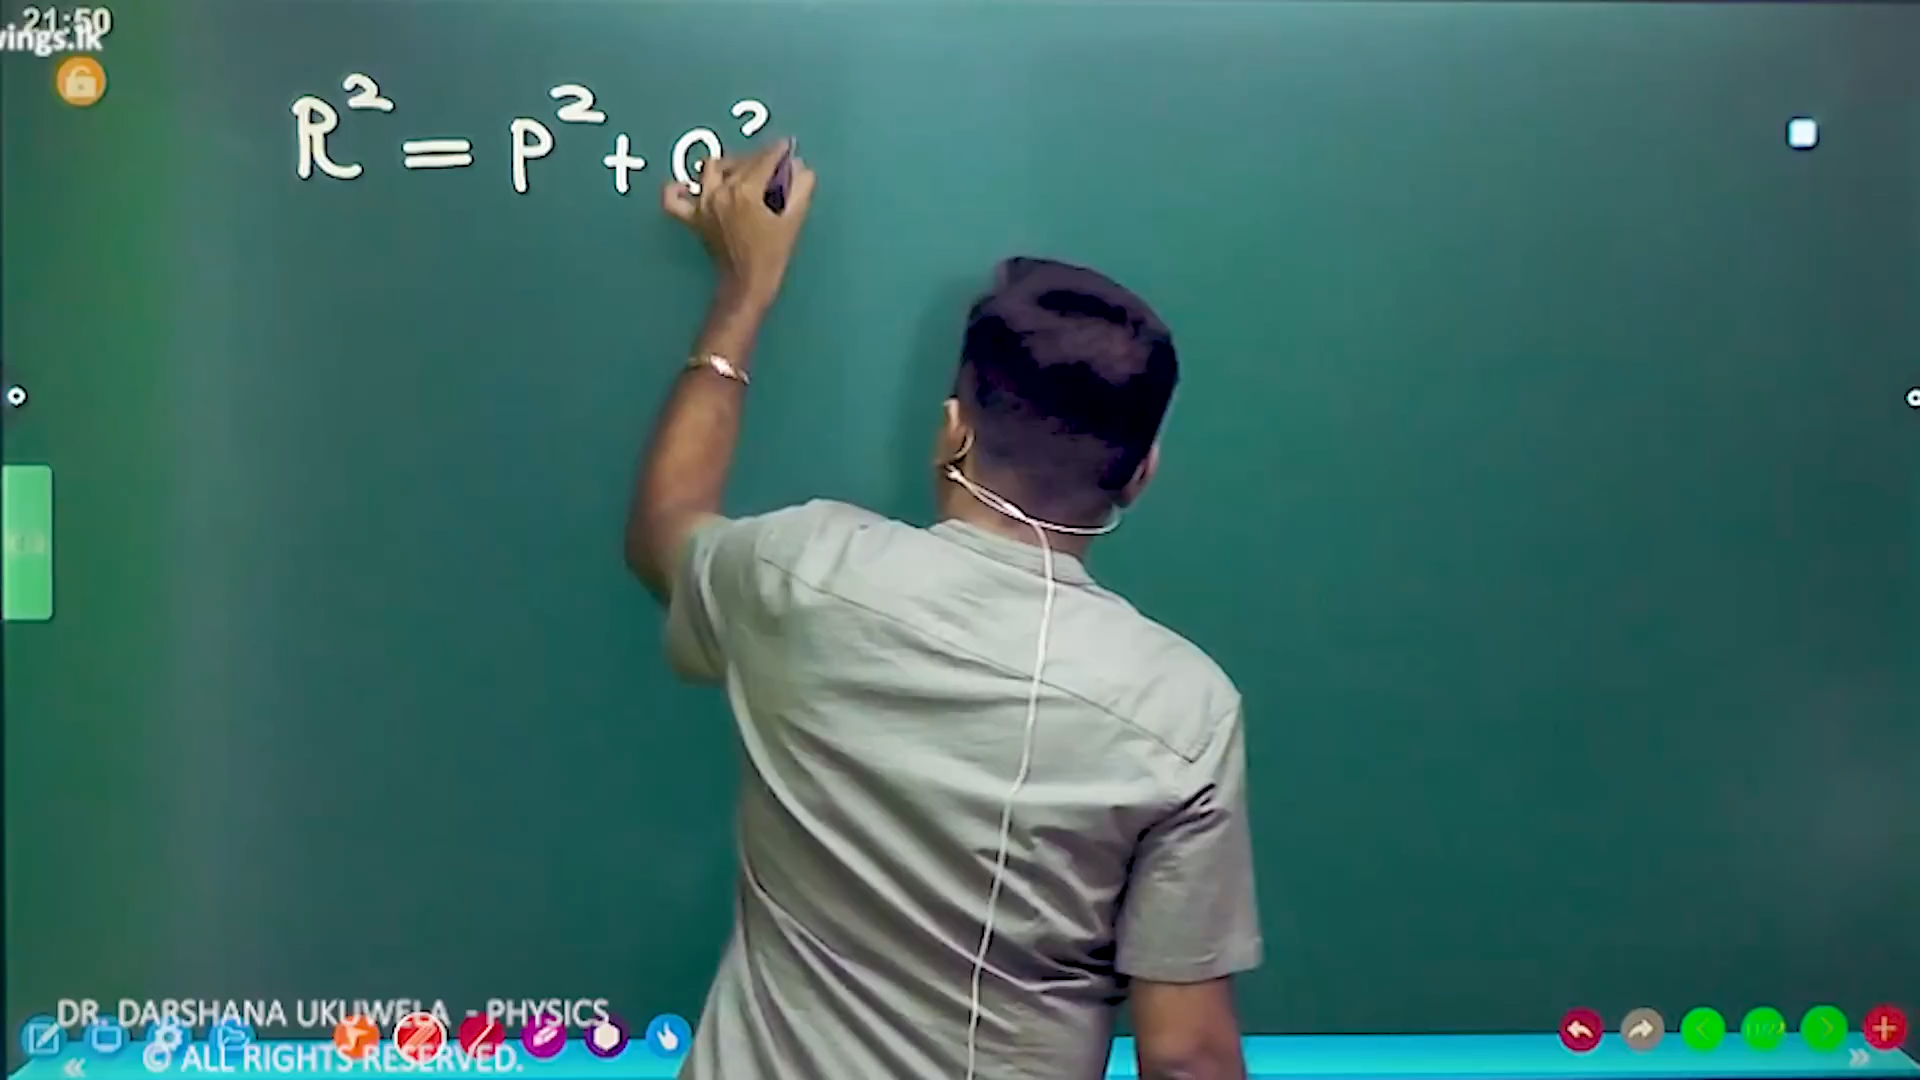 21:50
vings.lk
R² = P² + Q²
DR. DARSHANA UKUWELA - PHYSICS
© ALL RIGHTS RESERVED.